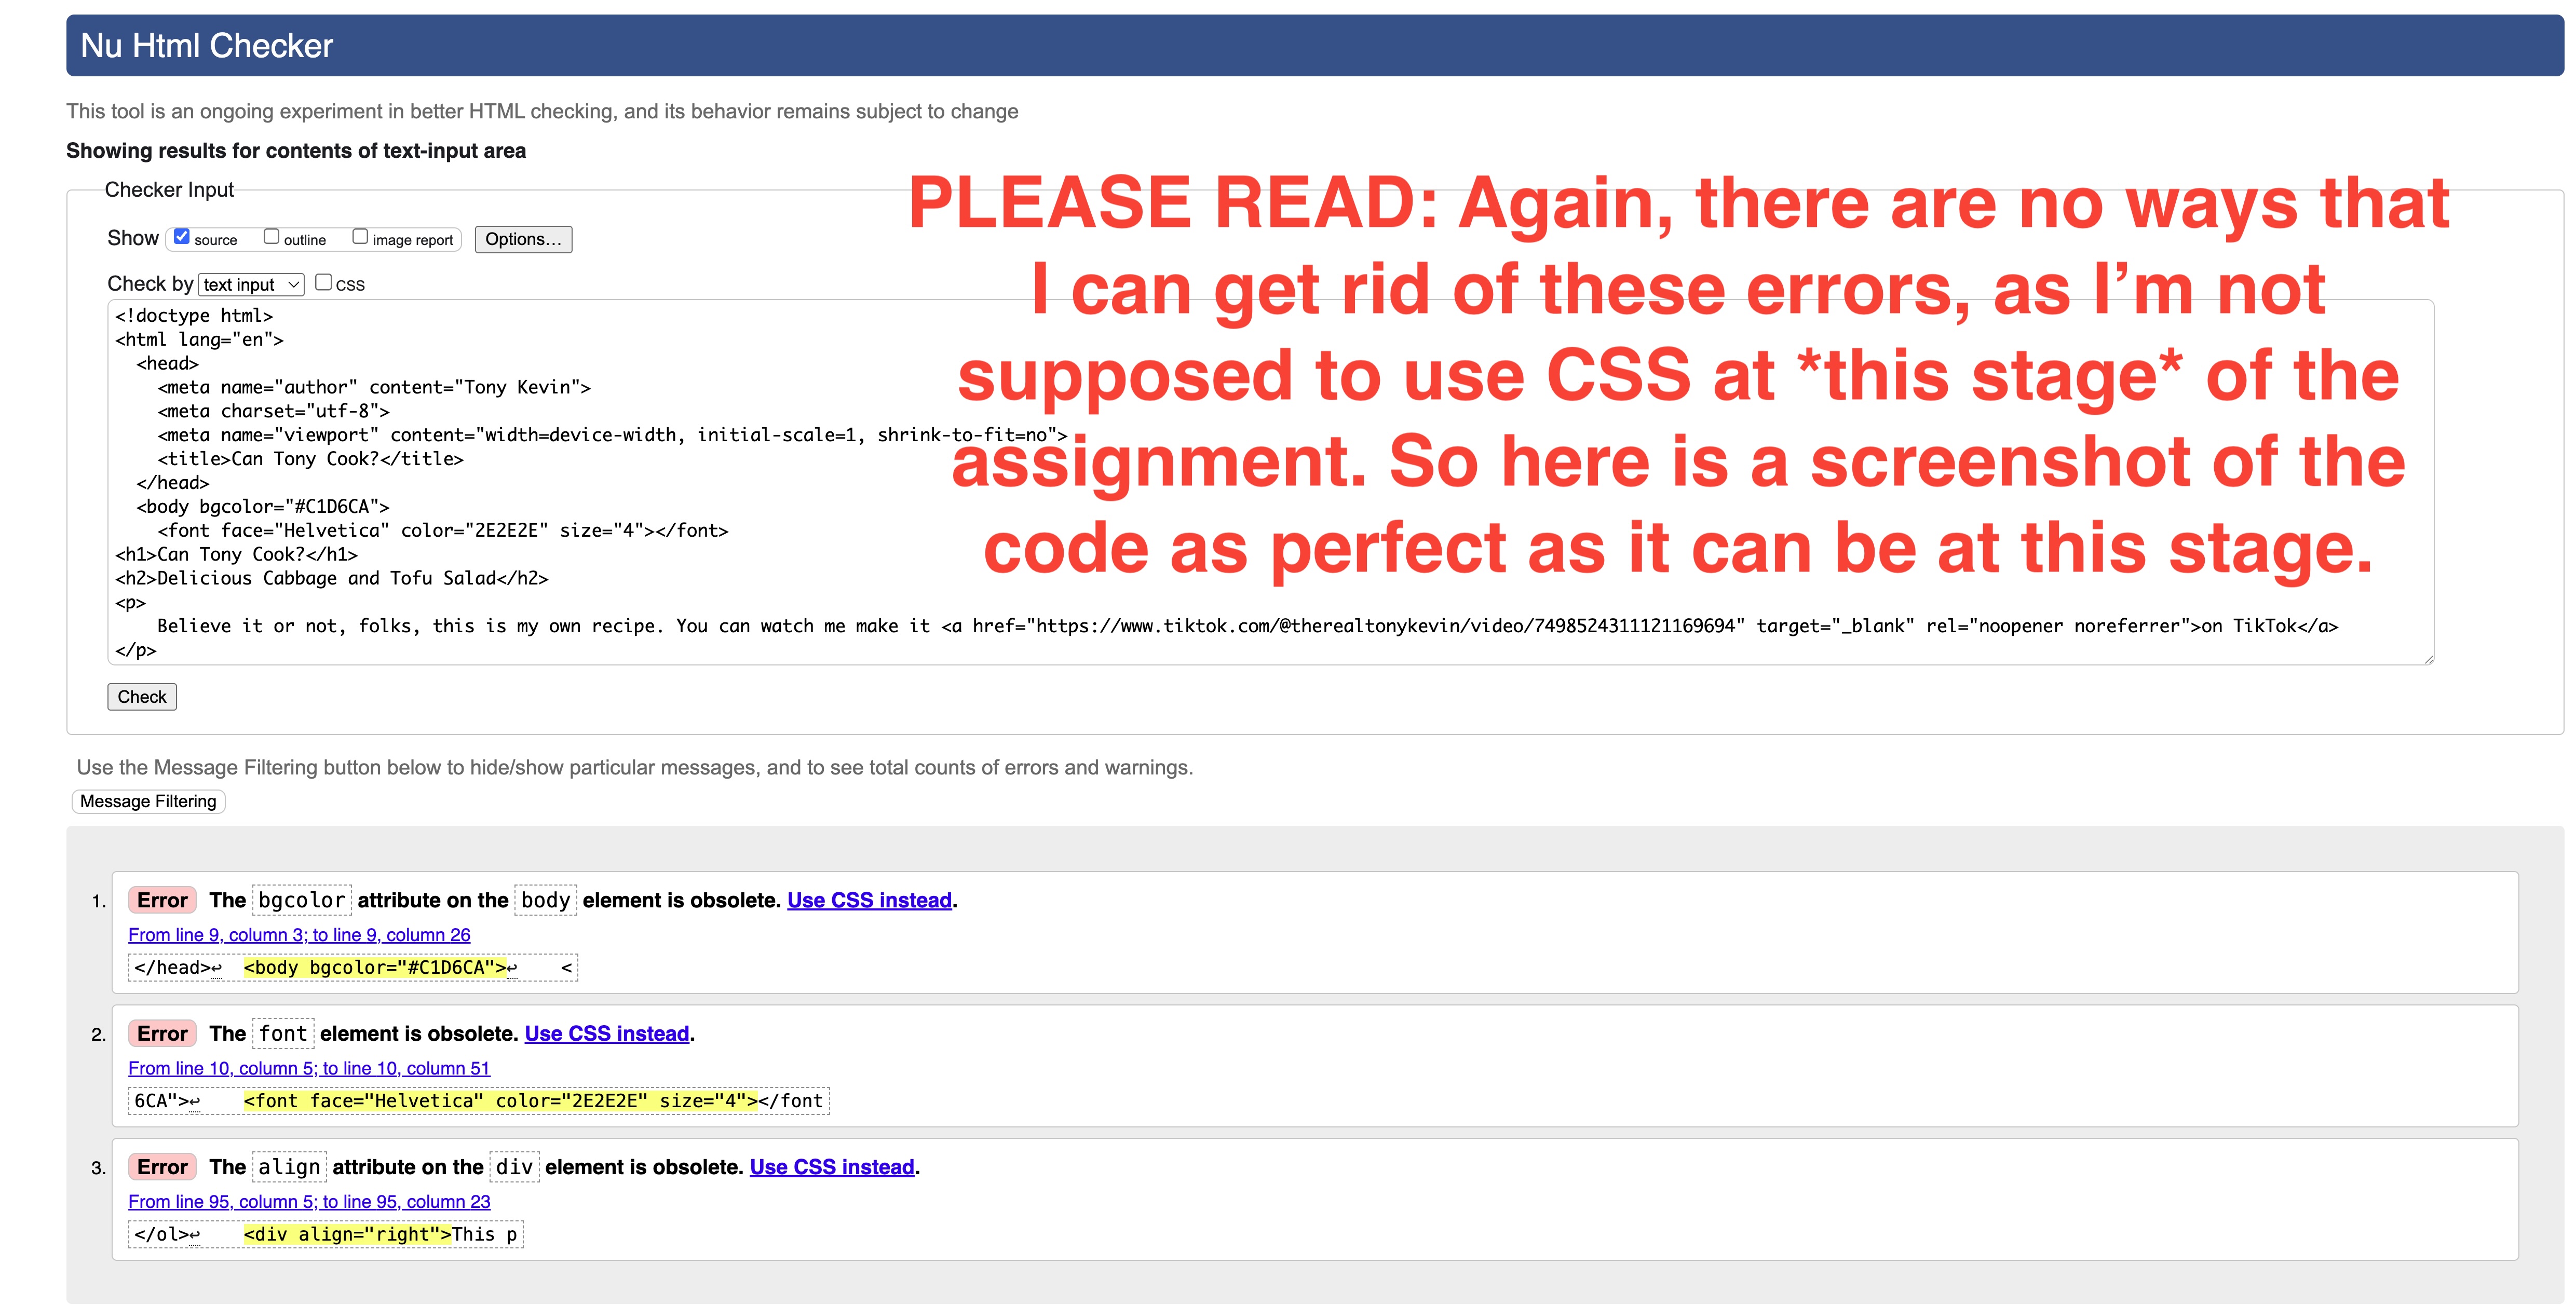 Nu Html Checker
This tool is an ongoing experiment in better HTML checking, and its behavior remains subject to change
Showing results for contents of text-input area
Checker Input
PLEASE READ: Again, there are no ways that
I can get rid of these errors, as I’m not
supposed to use CSS at *this stage* of the
assignment. So here is a screenshot of the
code as perfect as it can be at this stage.
Show source outline image report Options...
Check by text input CSS
<!doctype html>
<html lang="en">
  <head>
    <meta name="author" content="Tony Kevin">
    <meta charset="utf-8">
    <meta name="viewport" content="width=device-width, initial-scale=1, shrink-to-fit=no">
    <title>Can Tony Cook?</title>
  </head>
  <body bgcolor="#C1D6CA">
    <font face="Helvetica" color="2E2E2E" size="4"></font>
<h1>Can Tony Cook?</h1>
<h2>Delicious Cabbage and Tofu Salad</h2>
<p>
    Believe it or not, folks, this is my own recipe. You can watch me make it <a href="https://www.tiktok.com/@therealtonykevin/video/7498524311121169694" target="_blank" rel="noopener noreferrer">on TikTok</a>
</p>
Check
Use the Message Filtering button below to hide/show particular messages, and to see total counts of errors and warnings.
Message Filtering
1. Error The bgcolor attribute on the body element is obsolete. Use CSS instead.
From line 9, column 3; to line 9, column 26
</head>↩  <body bgcolor="#C1D6CA">↩    <
2. Error The font element is obsolete. Use CSS instead.
From line 10, column 5; to line 10, column 51
6CA">↩    <font face="Helvetica" color="2E2E2E" size="4"></font
3. Error The align attribute on the div element is obsolete. Use CSS instead.
From line 95, column 5; to line 95, column 23
</ol>↩    <div align="right">This p